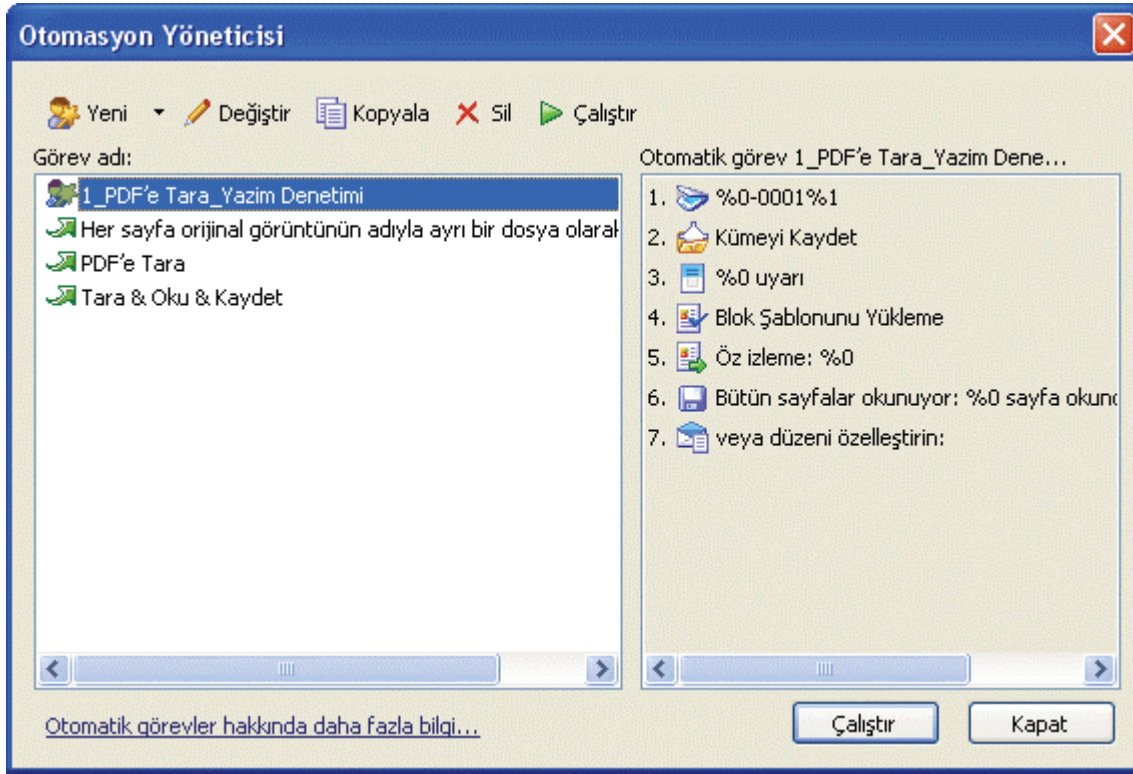 Otomasyon Yöneticisi
Yeni Değiştir Kopyala Sil Çalıştır
Görev adı:
1_PDF'e Tara_Yazim Denetimi
Her sayfa orijinal görüntünün adıyla ayrı bir dosya
PDF'e Tara
Tara & Oku & Kaydet
Otomatik görev 1_PDF'e Tara_Yazim Dene...
1. %0-0001%1
2. Kümeyi Kaydet
3. %0 uyarı
4. Blok Şablonunu Yükleme
5. Öz izleme: %0
6. Bütün sayfalar okunuyor: %0 sayfa
7. veya düzeni özelleştirin:
Otomatik görevler hakkında daha fazla bilgi...
Çalıştır Kapat